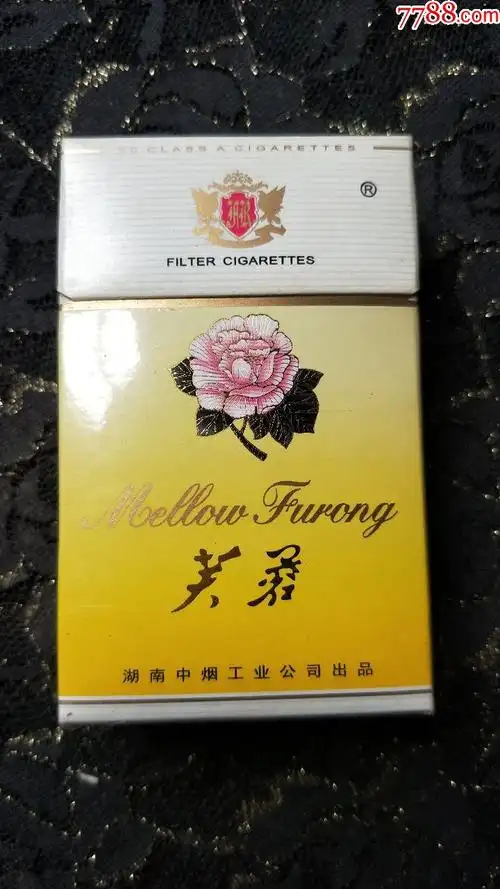 7788.com
20 CLASS A CIGARETTES
®
FILTER CIGARETTES
Mellow Furong
芙蓉
湖南中烟工业公司出品